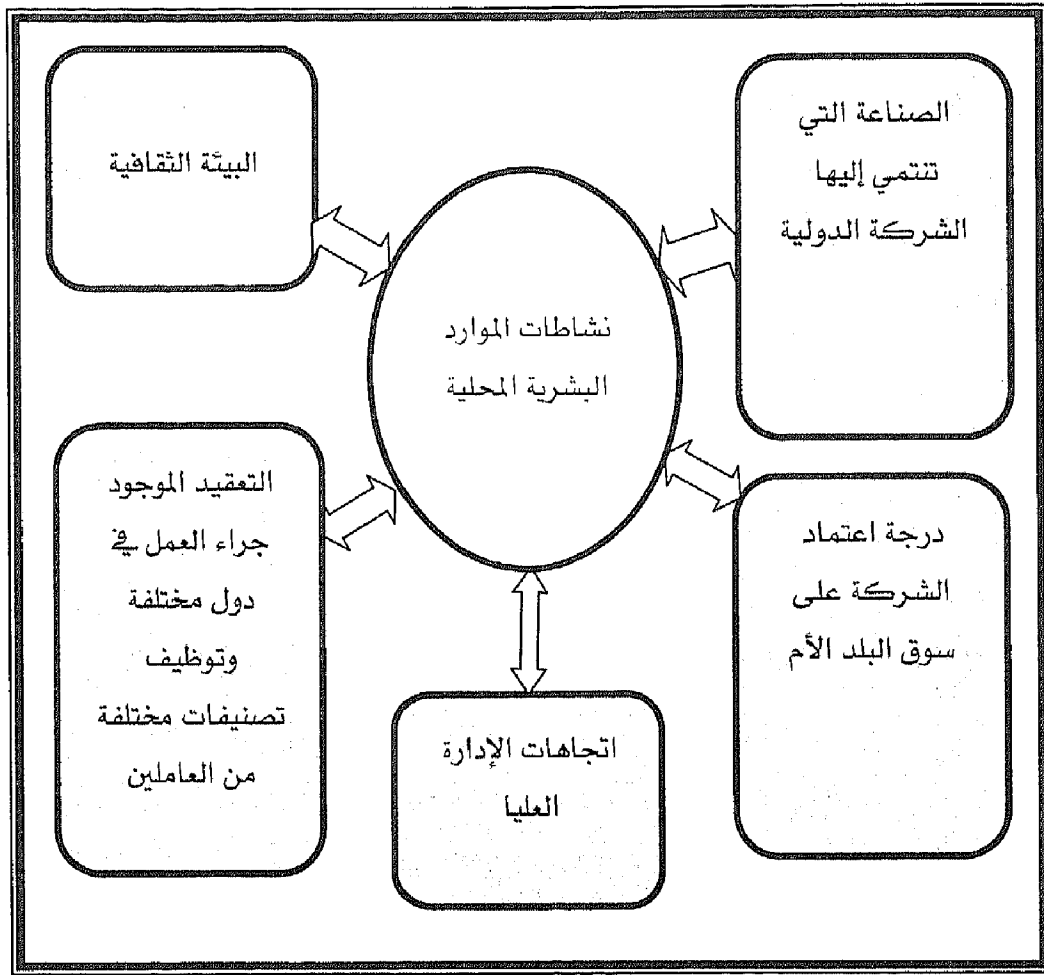 الصناعة التي
تنتمي إليها
الشركة الدولية
البيئة الثقافية
نشاطات الموارد
البشرية المحلية
درجة اعتماد
الشركة على
سوق البلد الأم
التعقيد الموجود
جراء العمل في
دول مختلفة
وتوظيف
تصنيفات مختلفة
من العاملين
اتجاهات الإدارة
العليا